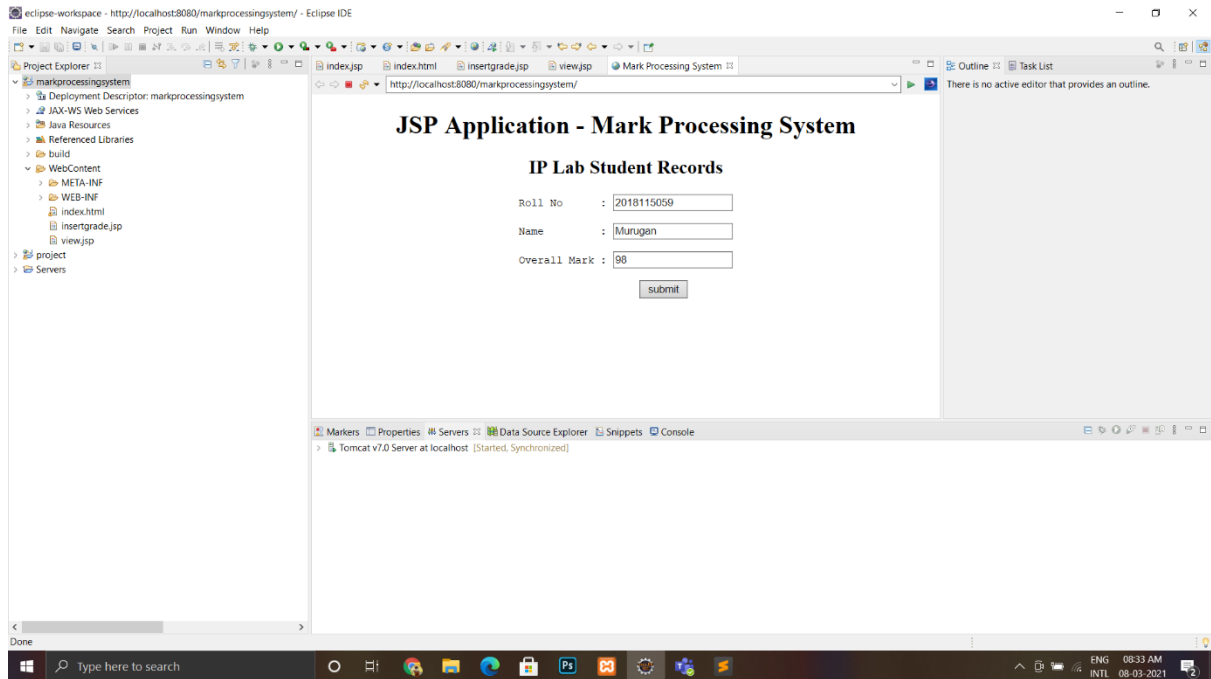 eclipse-workspace - http://localhost:8080/markprocessingsystem/ - Eclipse IDE
File Edit Navigate Search Project Run Window Help
Project Explorer
markprocessingsystem
Deployment Descriptor: markprocessingsystem
JAX-WS Web Services
Java Resources
Referenced Libraries
build
WebContent
META-INF
WEB-INF
index.html
insertgrade.jsp
view.jsp
project
Servers
index.jsp index.html insertgrade.jsp view.jsp Mark Processing System
http://localhost:8080/markprocessingsystem/
JSP Application - Mark Processing System
IP Lab Student Records
Roll No : 2018115059
Name : Murugan
Overall Mark : 98
submit
Outline Task List
There is no active editor that provides an outline.
Markers Properties Servers Data Source Explorer Snippets Console
Tomcat v7.0 Server at localhost [Started, Synchronized]
Done
Type here to search
Ps
ENG 08:33 AM
INTL 08-03-2021
2